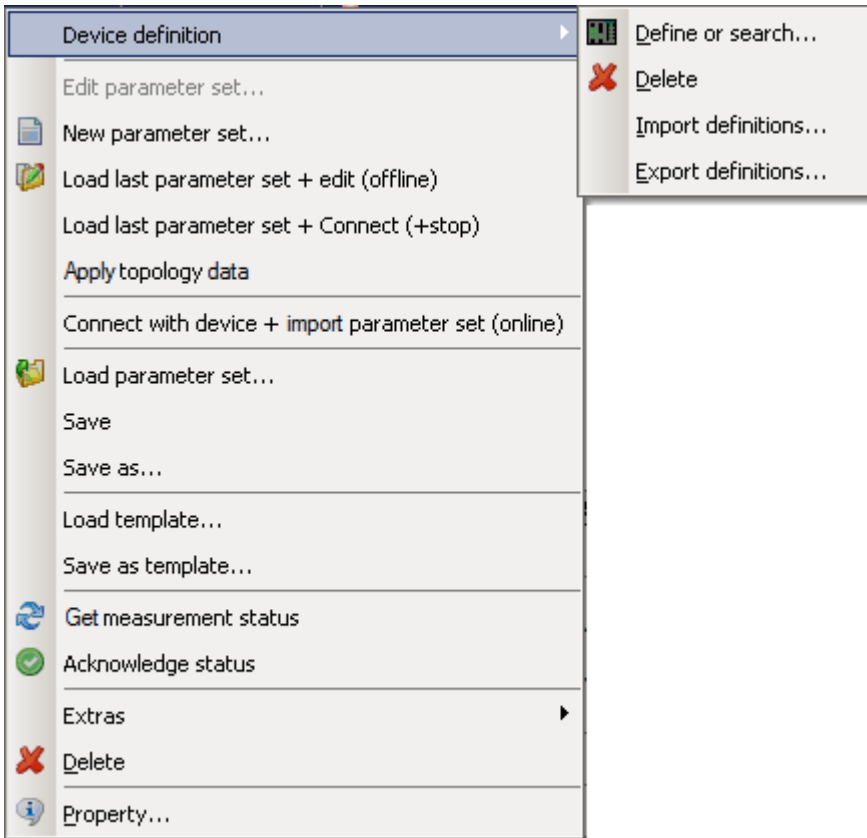 Device definition
Edit parameter set...
New parameter set...
Load last parameter set + edit (offline)
Load last parameter set + Connect (+stop)
Apply topology data
Connect with device + import parameter set (online)
Load parameter set...
Save
Save as...
Load template...
Save as template...
Get measurement status
Acknowledge status
Extras
Delete
Property...
Define or search...
Delete
Import definitions...
Export definitions...